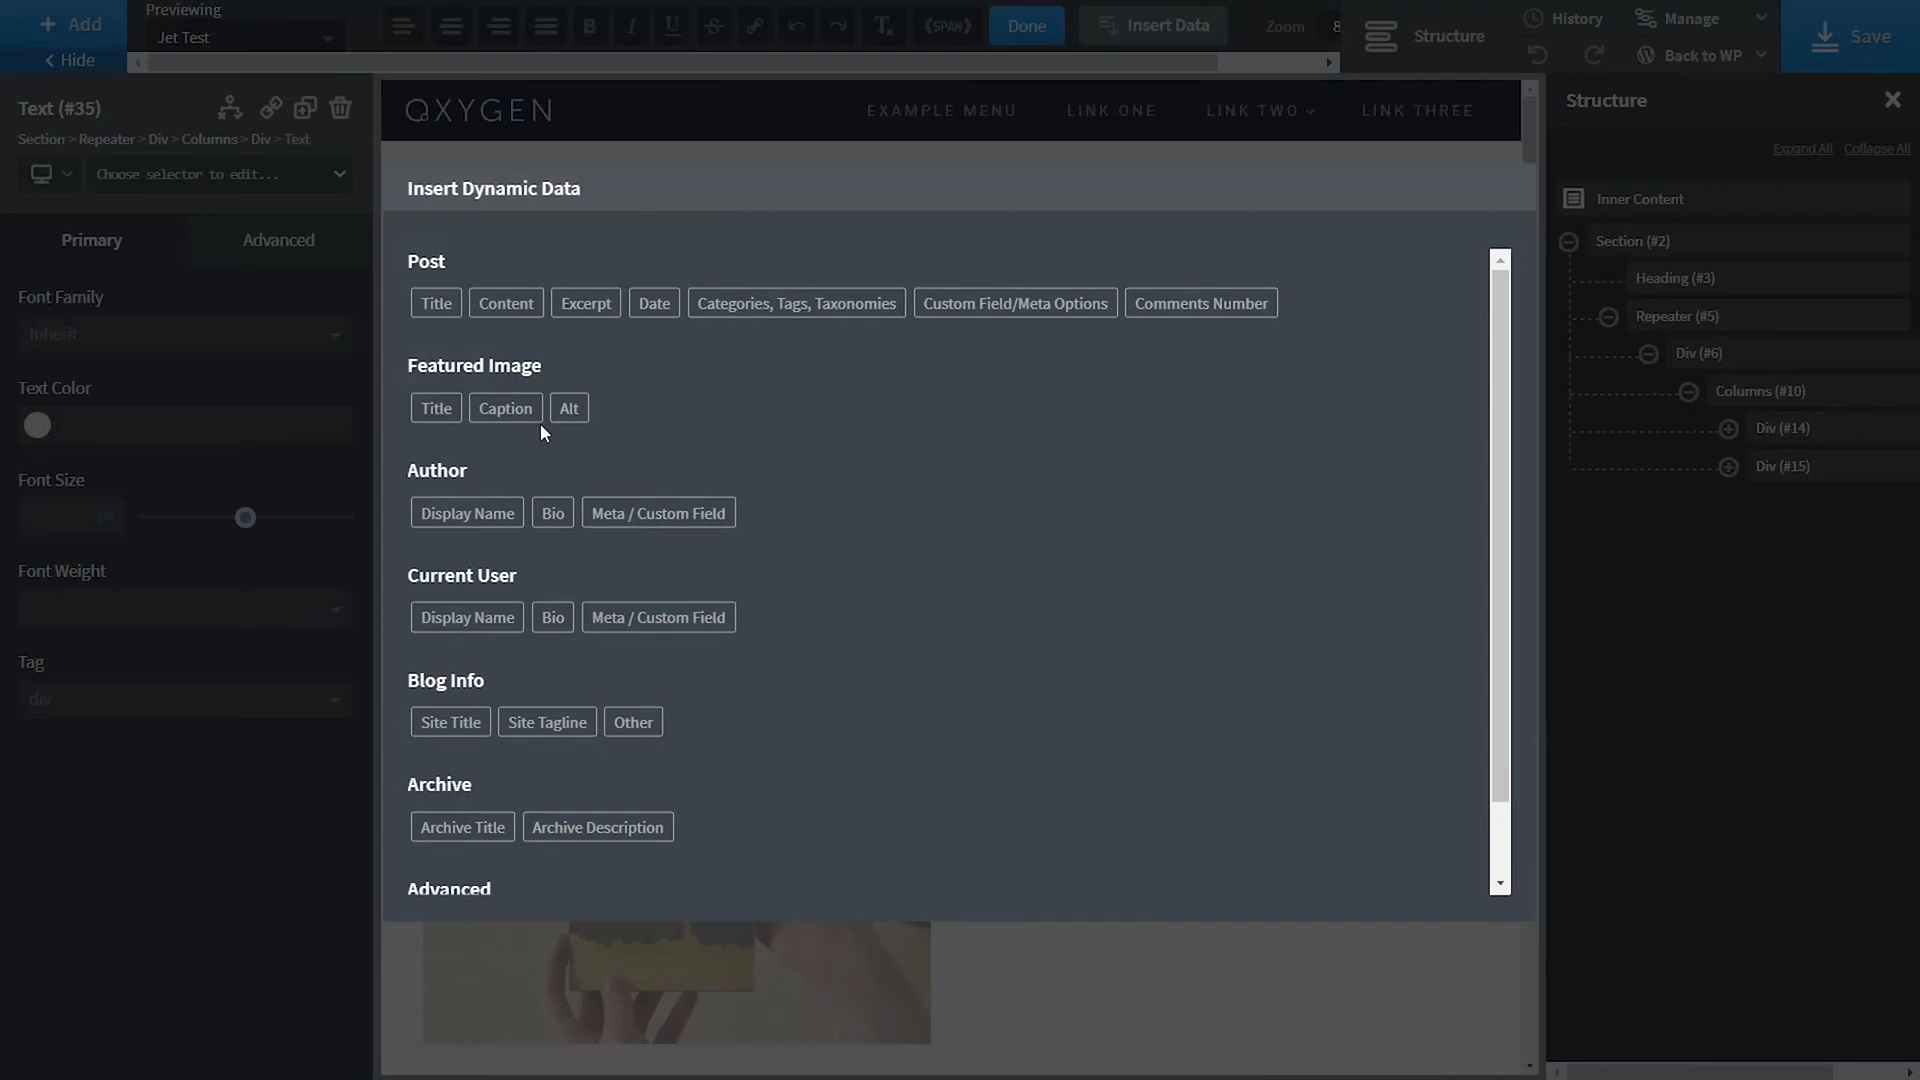 + Add
Hide
Previewing
Jet Test
B I U S
Tx
(SPAN)
Done
Insert Data
Zoom
8
Structure
History
Manage
Back to WP
Save
Text (#35)
Section > Repeater > Div > Columns > Div > Text
Choose selector to edit...
Primary
Advanced
Font Family
Inherit
Text Color
Font Size
px
Font Weight
Tag
div
OXYGEN
EXAMPLE MENU
LINK ONE
LINK TWO
LINK THREE
Insert Dynamic Data
Post
Title
Content
Excerpt
Date
Categories, Tags, Taxonomies
Custom Field/Meta Options
Comments Number
Featured Image
Title
Caption
Alt
Author
Display Name
Bio
Meta / Custom Field
Current User
Display Name
Bio
Meta / Custom Field
Blog Info
Site Title
Site Tagline
Other
Archive
Archive Title
Archive Description
Advanced
Structure
Expand All
Collapse All
Inner Content
Section (#2)
Heading (#3)
Repeater (#5)
Div (#6)
Columns (#10)
Div (#14)
Div (#15)